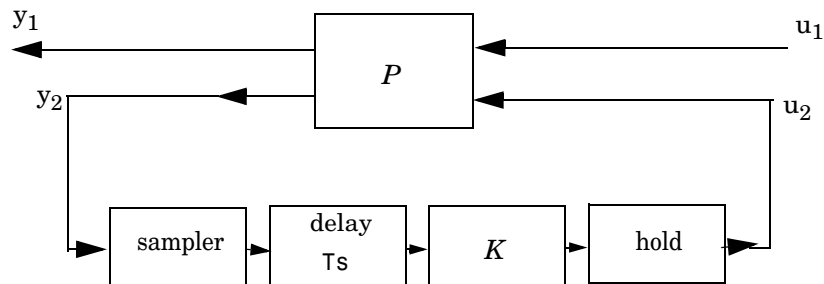 y₁
P
u₁
y₂
u₂
sampler
delay
Ts
K
hold